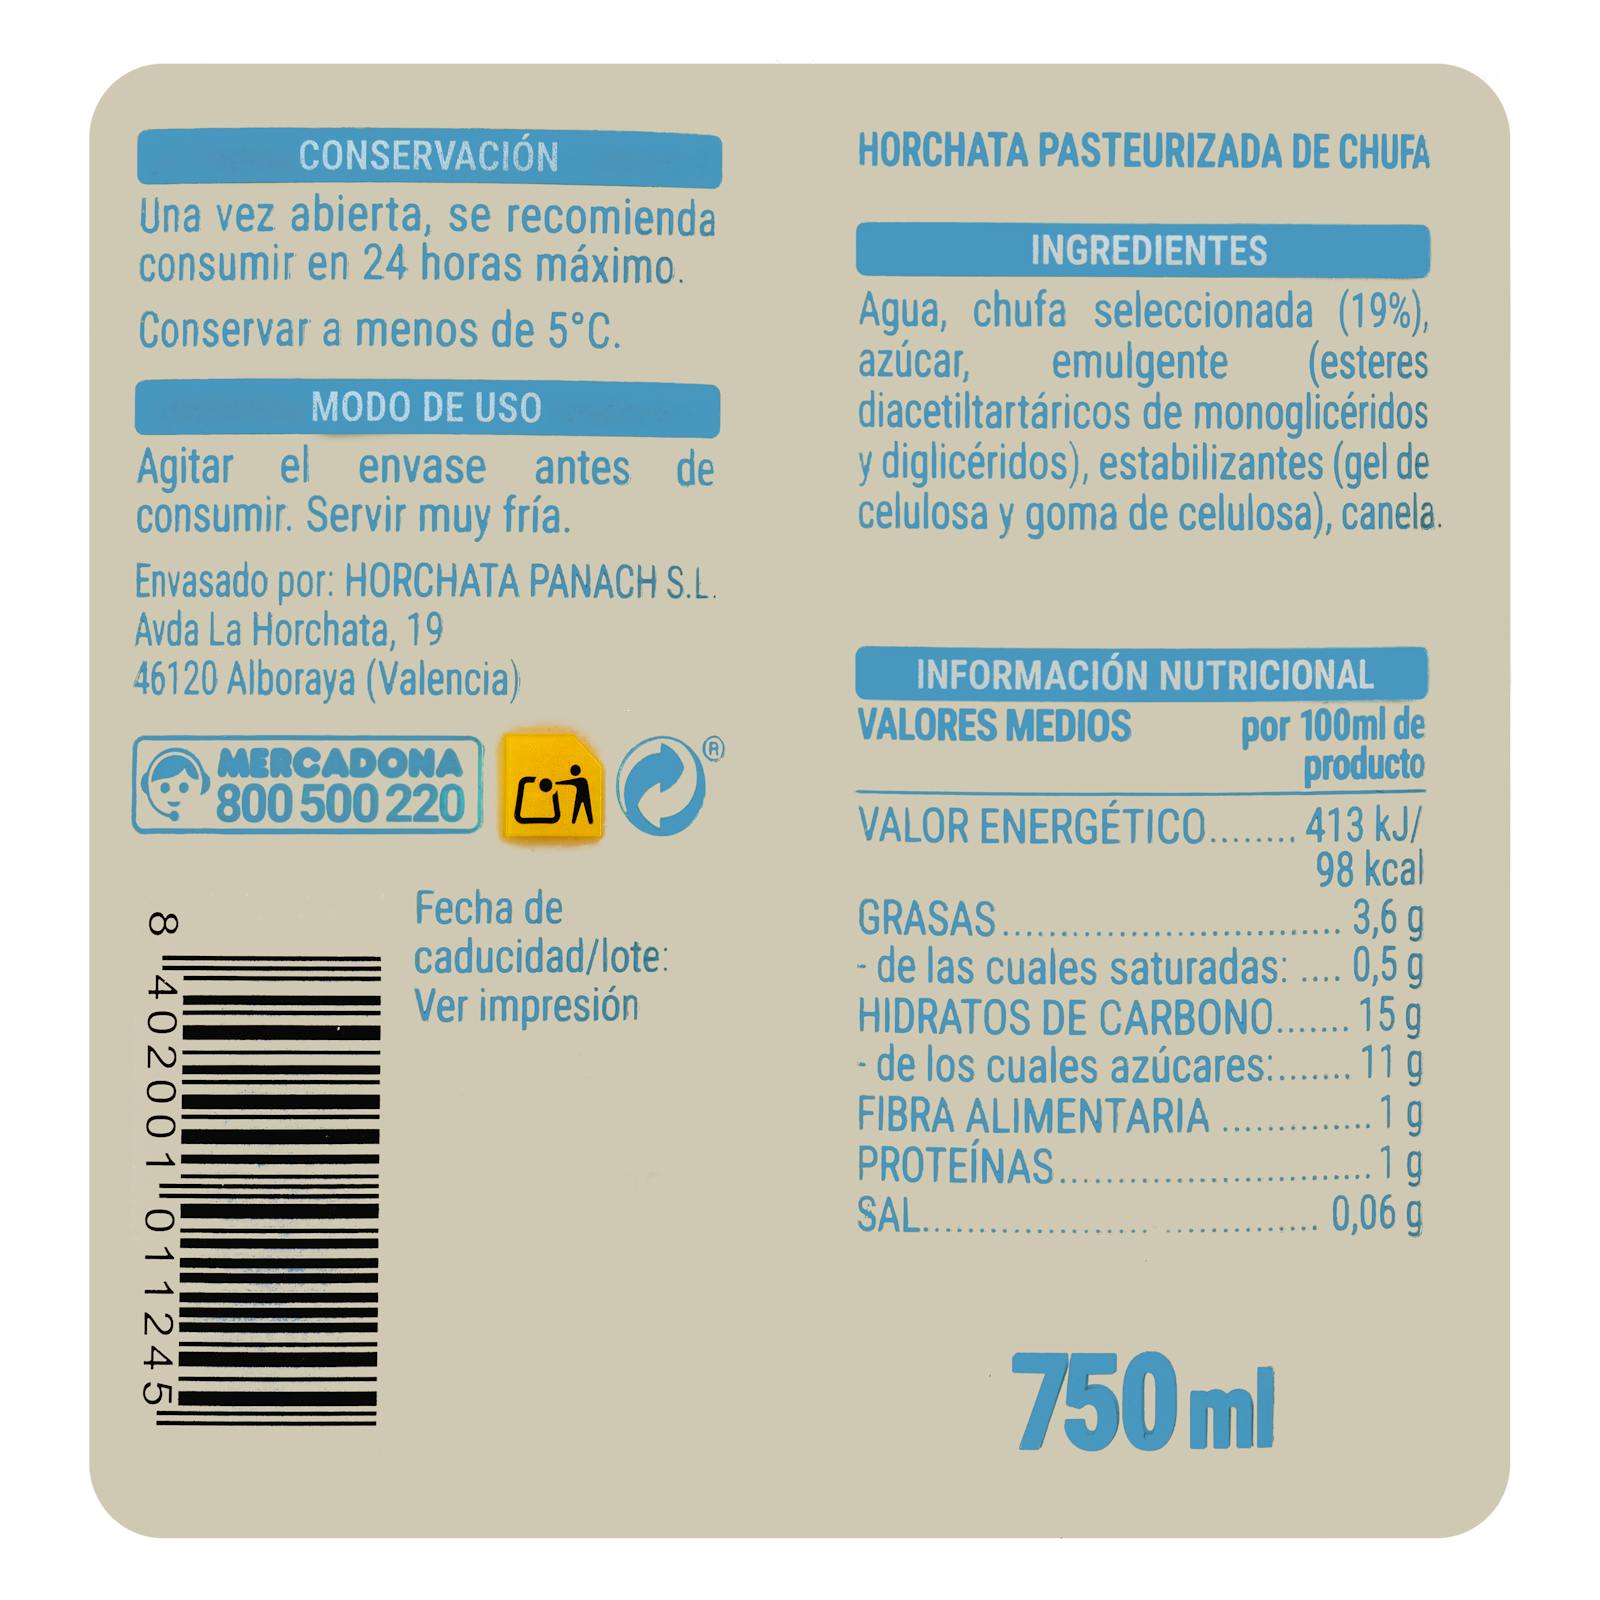 CONSERVACIÓN
Una vez abierta, se recomienda
consumir en 24 horas máximo.
Conservar a menos de 5°C.
MODO DE USO
Agitar el envase antes de
consumir. Servir muy fría.
Envasado por: HORCHATA PANACH S.L.
Avda La Horchata, 19
46120 Alboraya (Valencia)
MERCADONA
800 500 220
®
Fecha de
caducidad/lote:
Ver impresión
8 402001 011245
HORCHATA PASTEURIZADA DE CHUFA
INGREDIENTES
Agua, chufa seleccionada (19%),
azúcar, emulgente (esteres
diacetiltartáricos de monoglicéridos
y diglicéridos), estabilizantes (gel de
celulosa y goma de celulosa), canela.
INFORMACIÓN NUTRICIONAL
VALORES MEDIOS por 100ml de
producto
VALOR ENERGÉTICO........ 413 kJ/
98 kcal
GRASAS............................. 3,6 g
- de las cuales saturadas: .... 0,5 g
HIDRATOS DE CARBONO....... 15 g
- de los cuales azúcares:........ 11 g
FIBRA ALIMENTARIA ............. 1 g
PROTEÍNAS........................... 1 g
SAL.................................. 0,06 g
750 ml